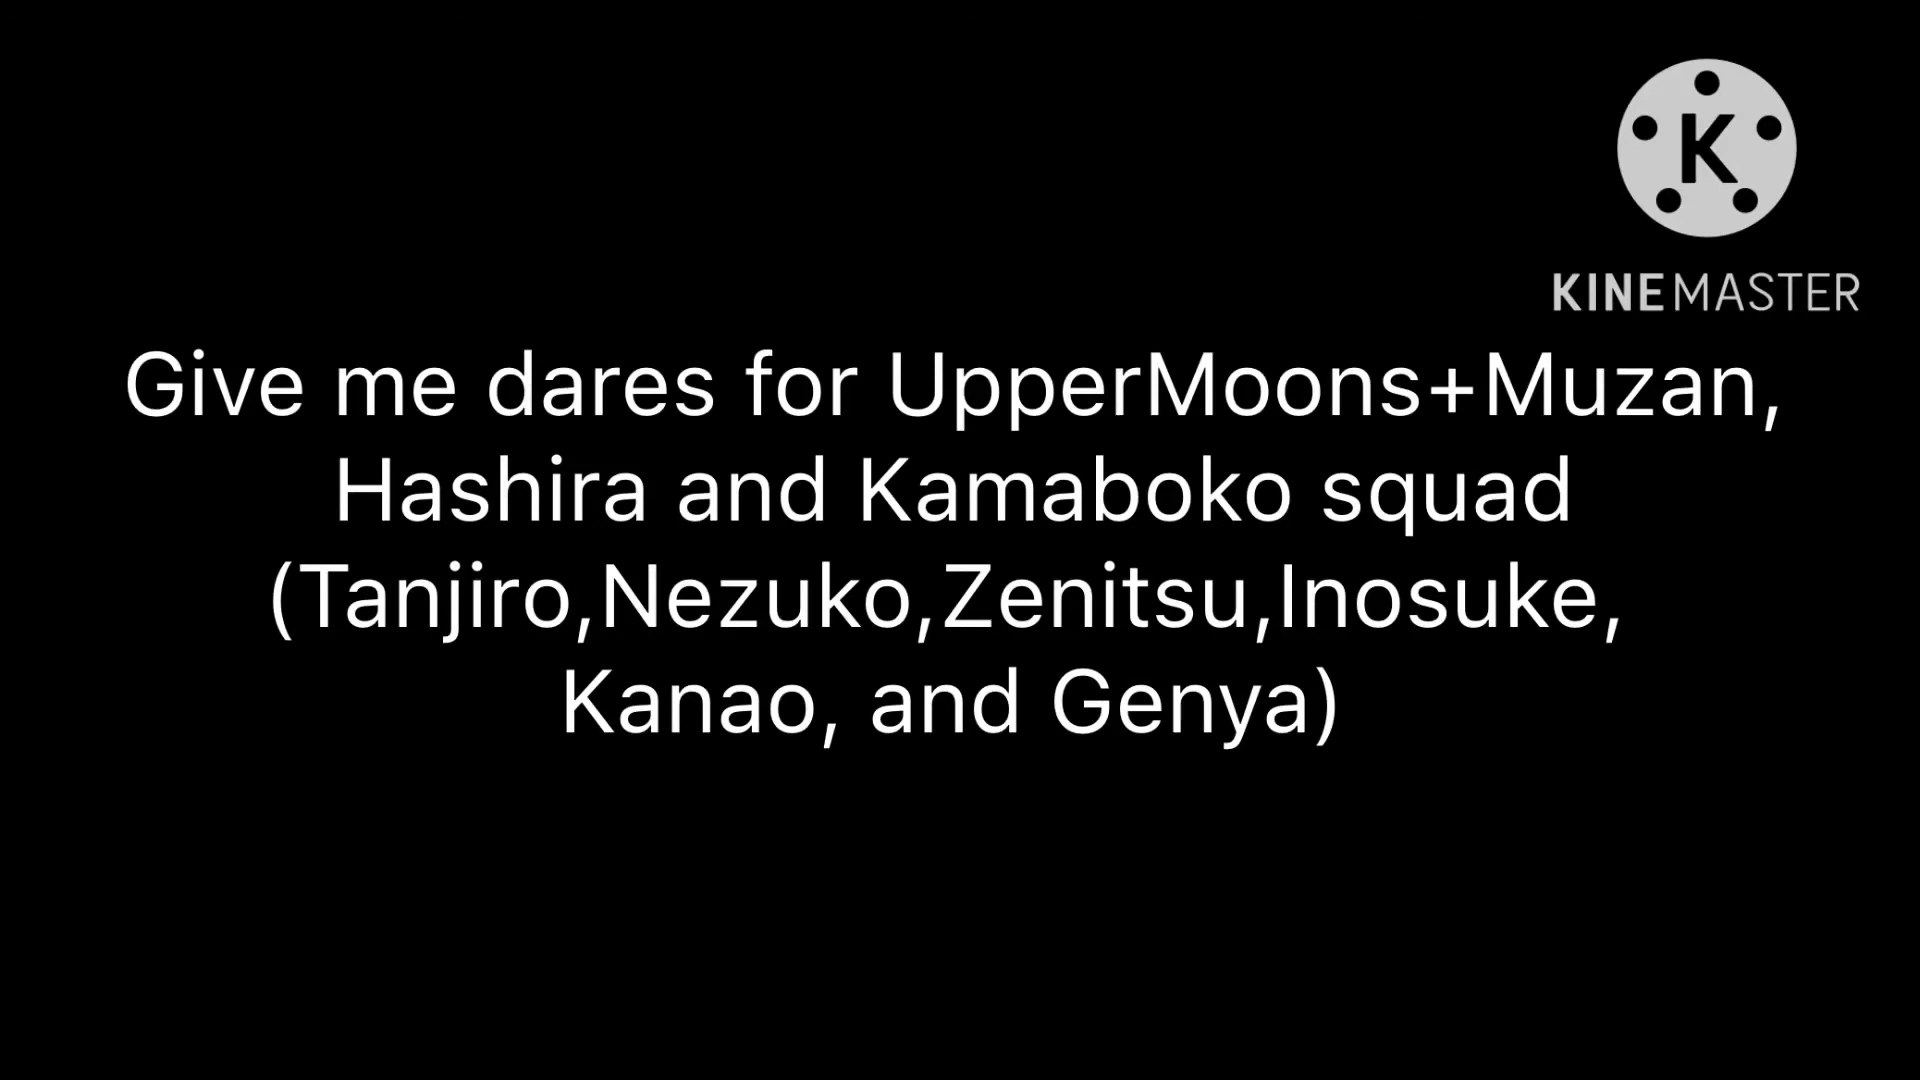 K
KINEMASTER
Give me dares for UpperMoons+Muzan,
Hashira and Kamaboko squad
(Tanjiro,Nezuko,Zenitsu,Inosuke,
Kanao, and Genya)